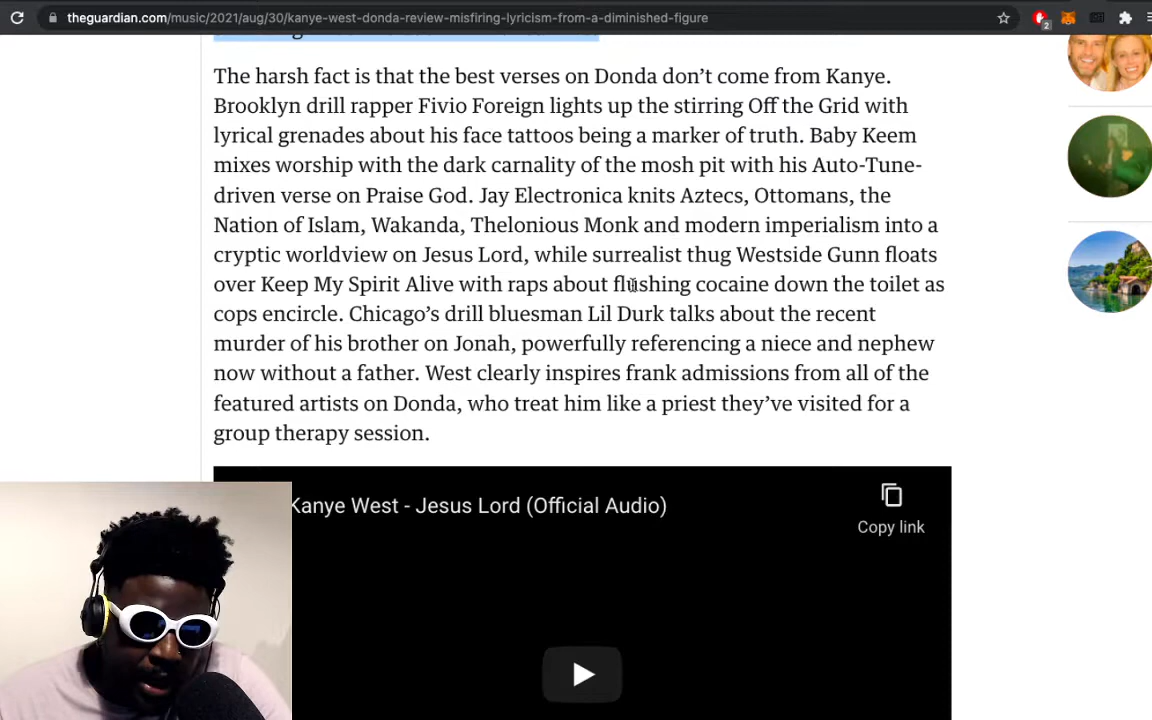 theguardian.com/music/2021/aug/30/kanye-west-donda-review-misfiring-lyricism-from-a-diminished-figure
2
The harsh fact is that the best verses on Donda don’t come from Kanye.
Brooklyn drill rapper Fivio Foreign lights up the stirring Off the Grid with
lyrical grenades about his face tattoos being a marker of truth. Baby Keem
mixes worship with the dark carnality of the mosh pit with his Auto-Tune-
driven verse on Praise God. Jay Electronica knits Aztecs, Ottomans, the
Nation of Islam, Wakanda, Thelonious Monk and modern imperialism into a
cryptic worldview on Jesus Lord, while surrealist thug Westside Gunn floats
over Keep My Spirit Alive with raps about flushing cocaine down the toilet as
cops encircle. Chicago’s drill bluesman Lil Durk talks about the recent
murder of his brother on Jonah, powerfully referencing a niece and nephew
now without a father. West clearly inspires frank admissions from all of the
featured artists on Donda, who treat him like a priest they’ve visited for a
group therapy session.
Kanye West - Jesus Lord (Official Audio)
Copy link